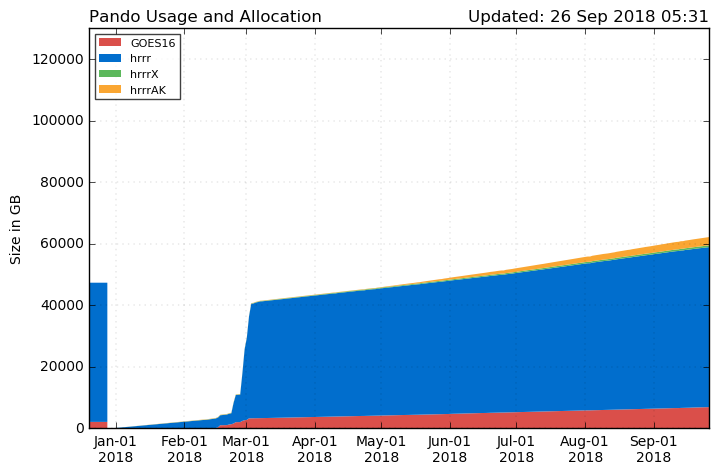 Pando Usage and Allocation
Updated: 26 Sep 2018 05:31
GOES16
hrrr
hrrrX
hrrrAK
Size in GB
120000
100000
80000
60000
40000
20000
0
Jan-01 2018
Feb-01 2018
Mar-01 2018
Apr-01 2018
May-01 2018
Jun-01 2018
Jul-01 2018
Aug-01 2018
Sep-01 2018